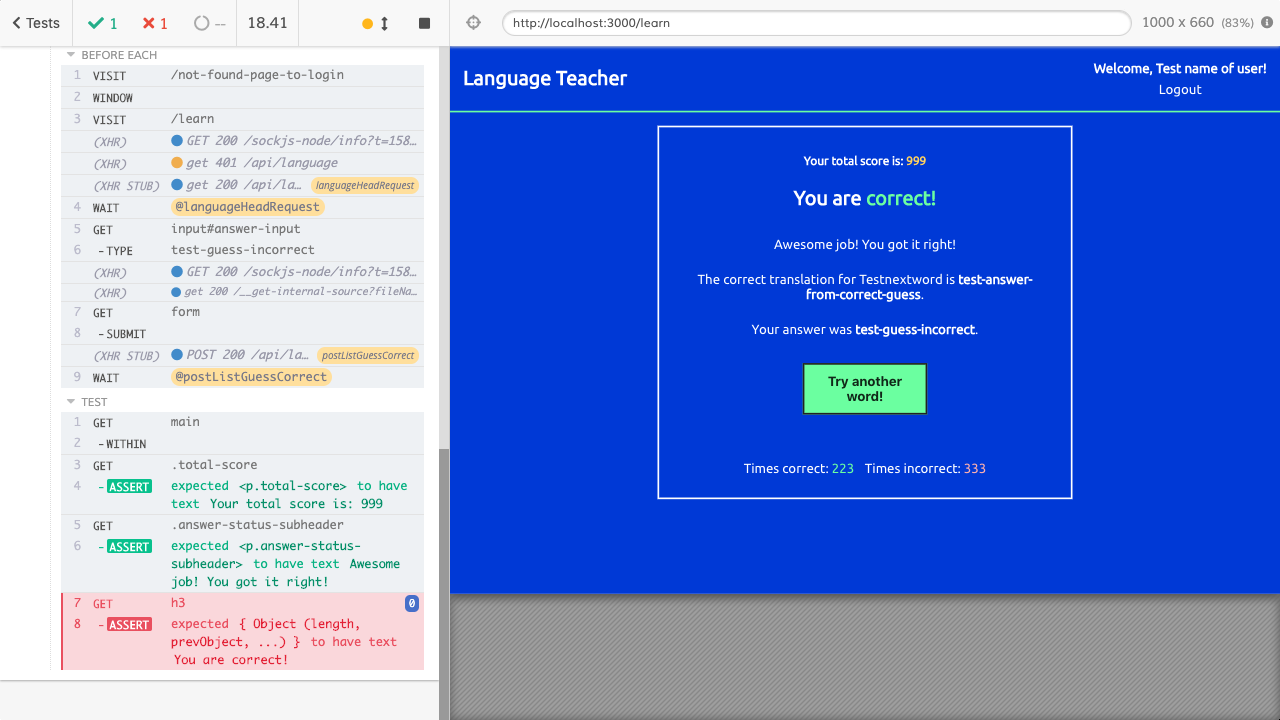 Tests
1
1
--
18.41
http://localhost:3000/learn
1000 x 660 (83%)
BEFORE EACH
1 VISIT /not-found-page-to-login
2 WINDOW
3 VISIT /learn
(XHR) GET 200 /sockjs-node/info?t=158…
(XHR) get 401 /api/language
(XHR STUB) get 200 /api/la… languageHeadRequest
4 WAIT @languageHeadRequest
5 GET input#answer-input
6 -TYPE test-guess-incorrect
(XHR) GET 200 /sockjs-node/info?t=158…
(XHR) get 200 /__get-internal-source?fileNa…
7 GET form
8 -SUBMIT
(XHR STUB) POST 200 /api/la… postListGuessCorrect
9 WAIT @postListGuessCorrect
TEST
1 GET main
2 -WITHIN
3 GET .total-score
4 -ASSERT expected <p.total-score> to have
text Your total score is: 999
5 GET .answer-status-subheader
6 -ASSERT expected <p.answer-status-
subheader> to have text Awesome
job! You got it right!
7 GET h3 0
8 -ASSERT expected { Object (length,
prevObject, ...) } to have text
You are correct!
Language Teacher
Welcome, Test name of user!
Logout
Your total score is: 999
You are correct!
Awesome job! You got it right!
The correct translation for Testnextword is test-answer-
from-correct-guess.
Your answer was test-guess-incorrect.
Try another
word!
Times correct: 223 Times incorrect: 333